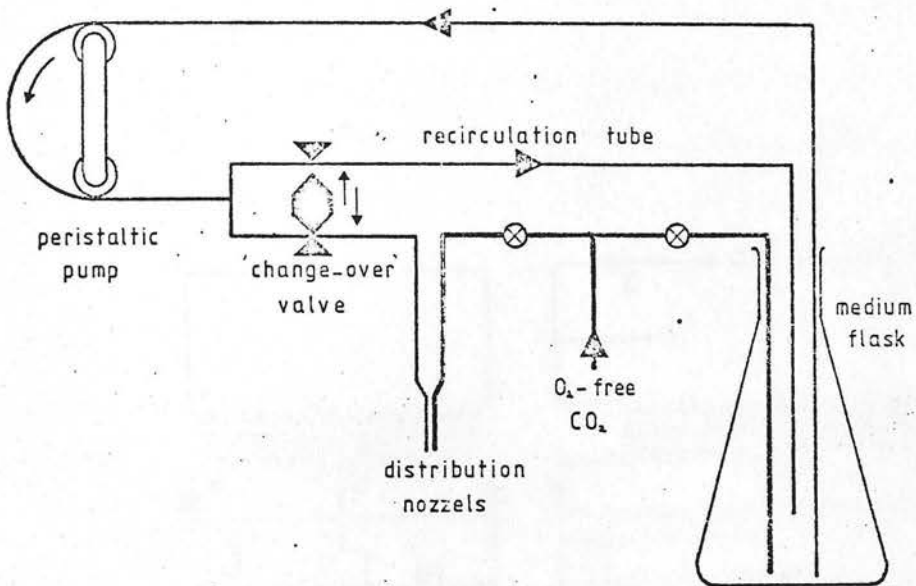 recirculation tube
peristaltic
pump
'change-over'
valve
medium
flask
O₂-free
CO₂
distribution
nozzels